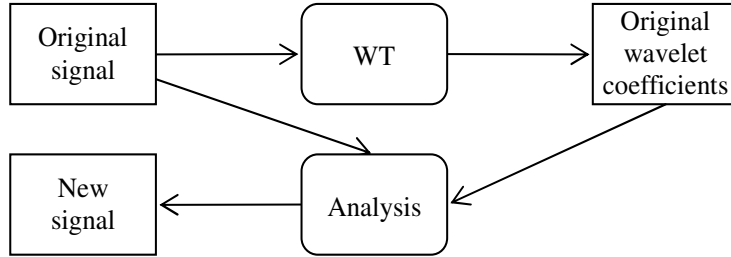 Original
signal
WT
Original
wavelet
coefficients
New
signal
Analysis